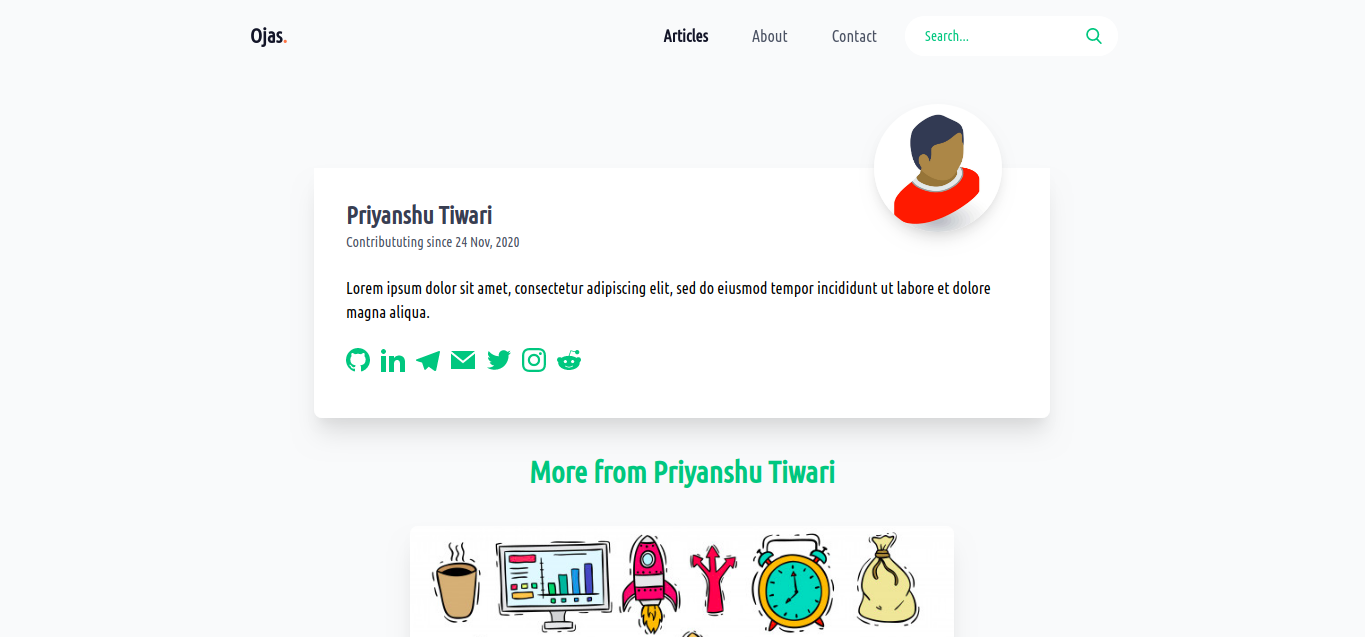 Ojas.
Articles
About
Contact
Search...
Priyanshu Tiwari
Contribututing since 24 Nov, 2020
Lorem ipsum dolor sit amet, consectetur adipiscing elit, sed do eiusmod tempor incididunt ut labore et dolore
magna aliqua.
More from Priyanshu Tiwari